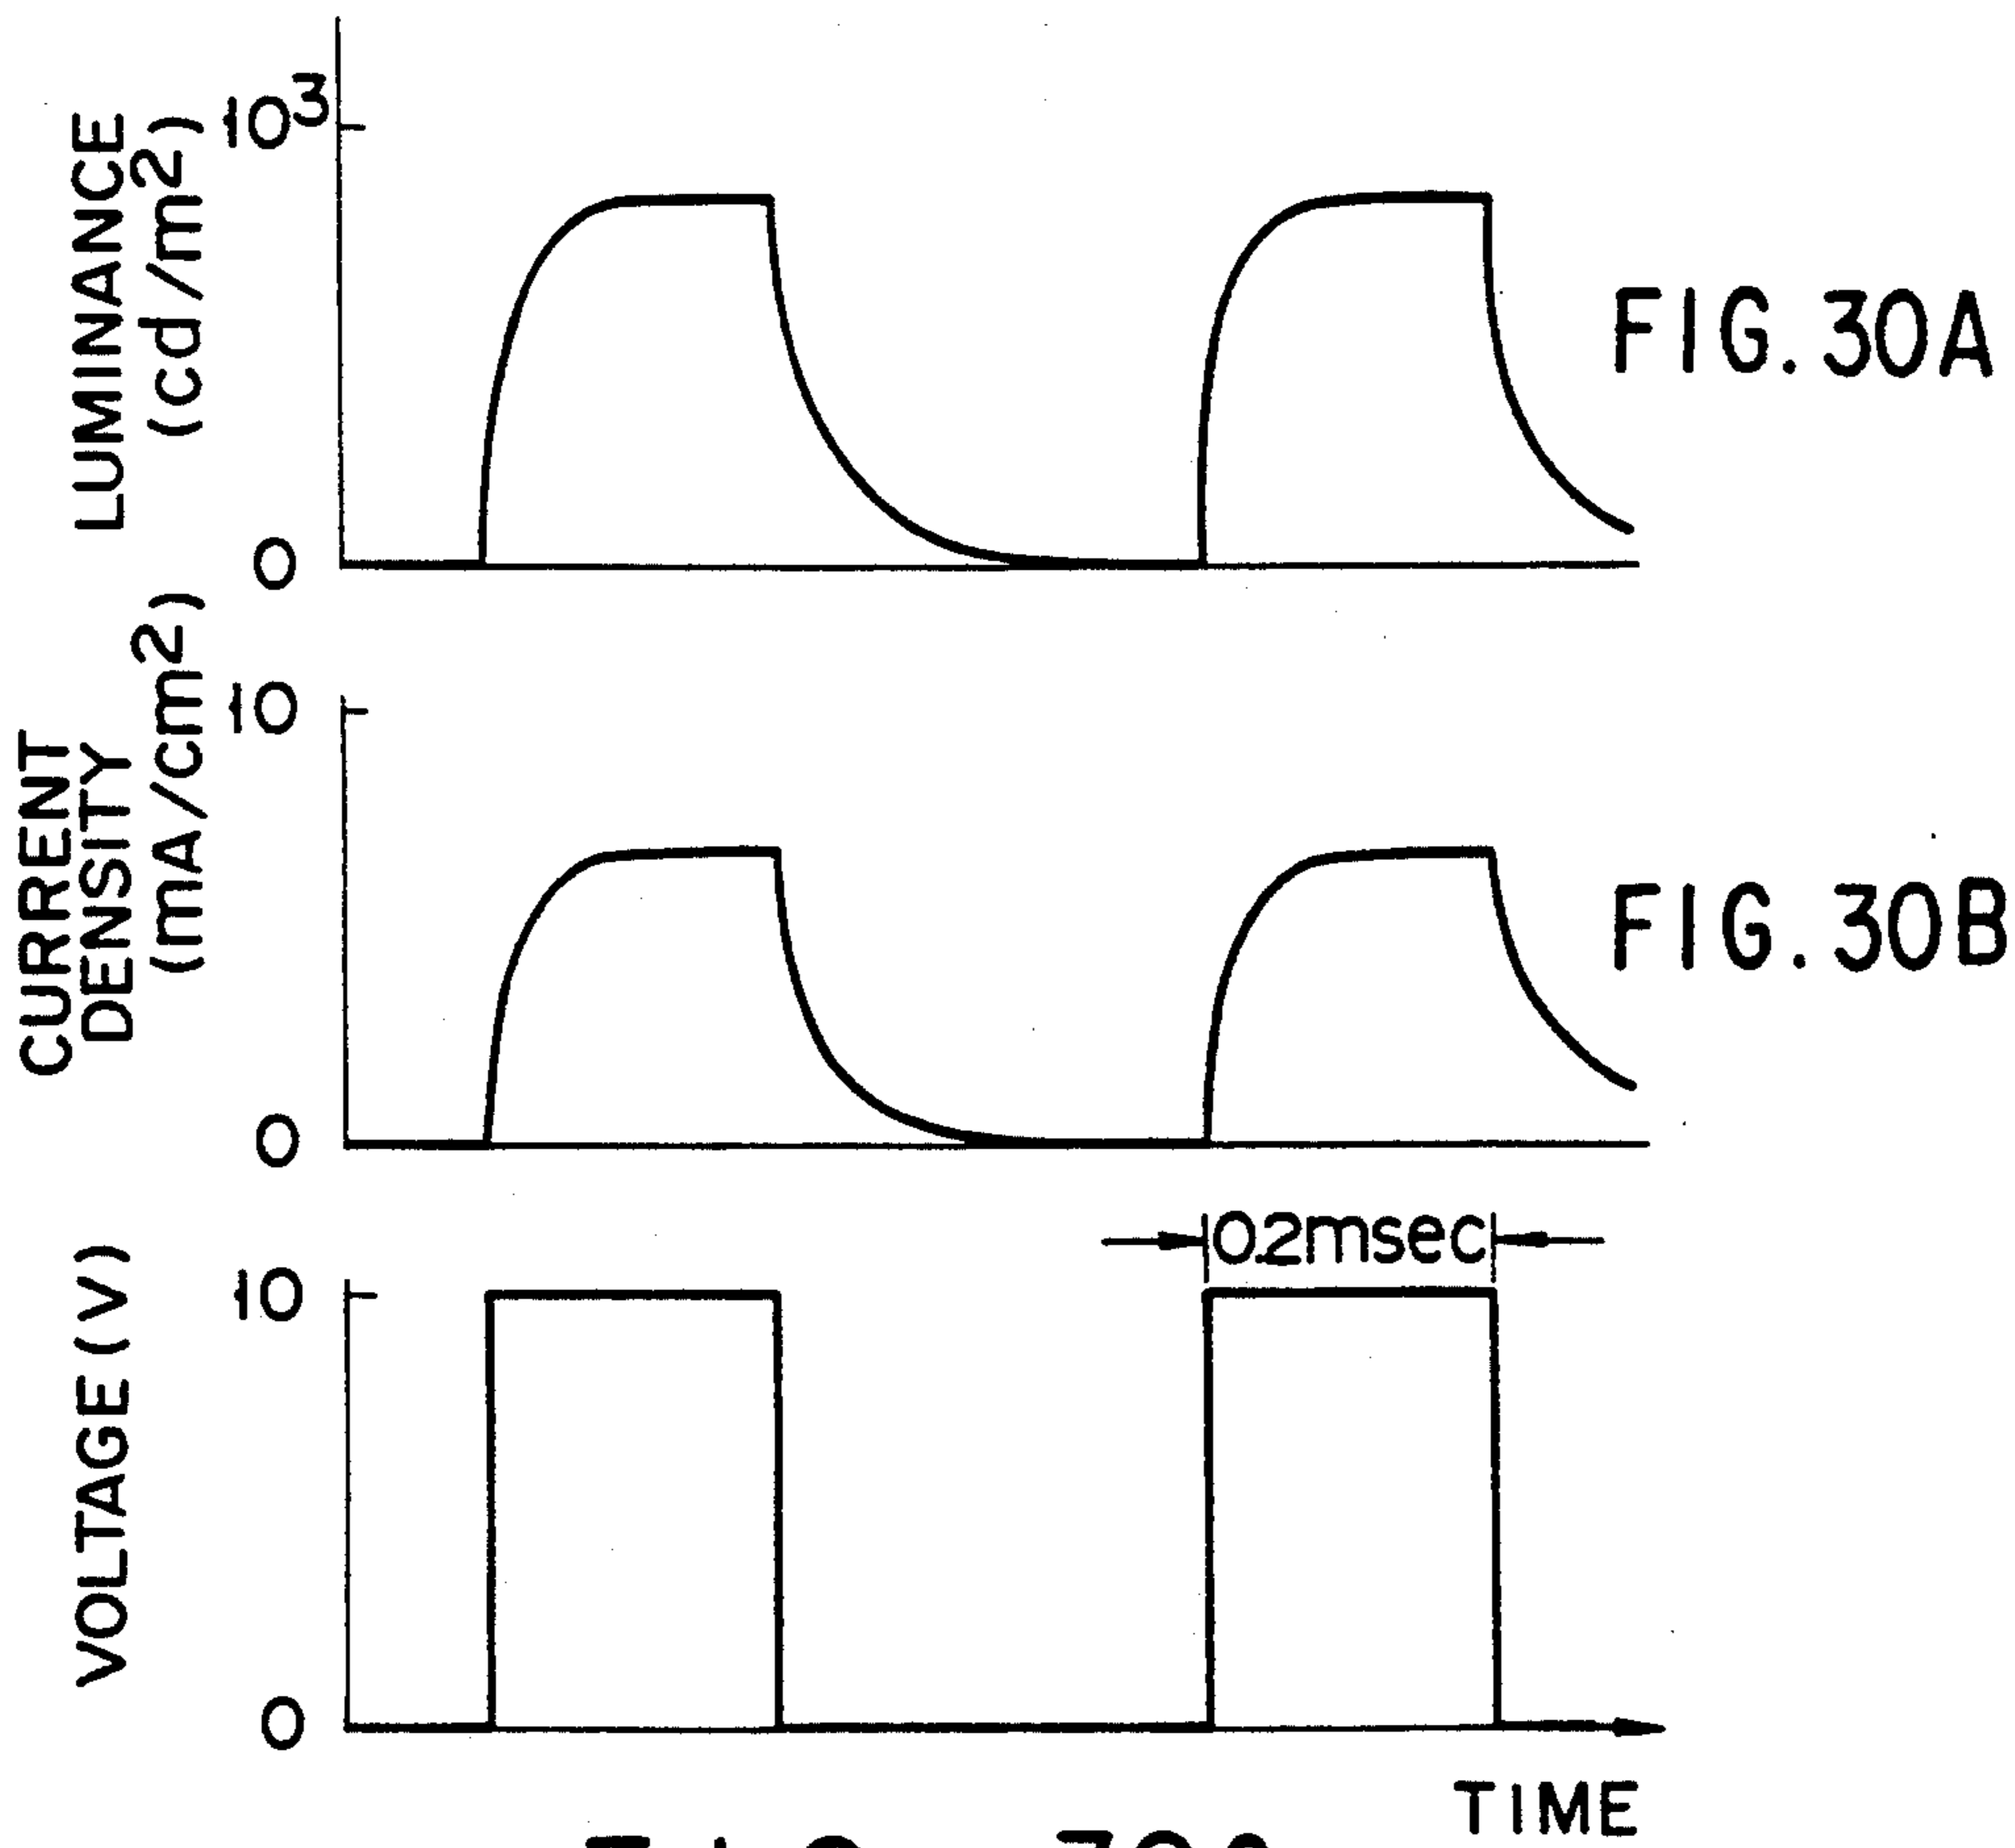 LUMINANCE
(cd/m2)
103
0
FIG. 30A
CURRENT
DENSITY
(mA/cm2)
10
0
FIG. 30B
VOLTAGE (V)
10
0
0.2msec
TIME